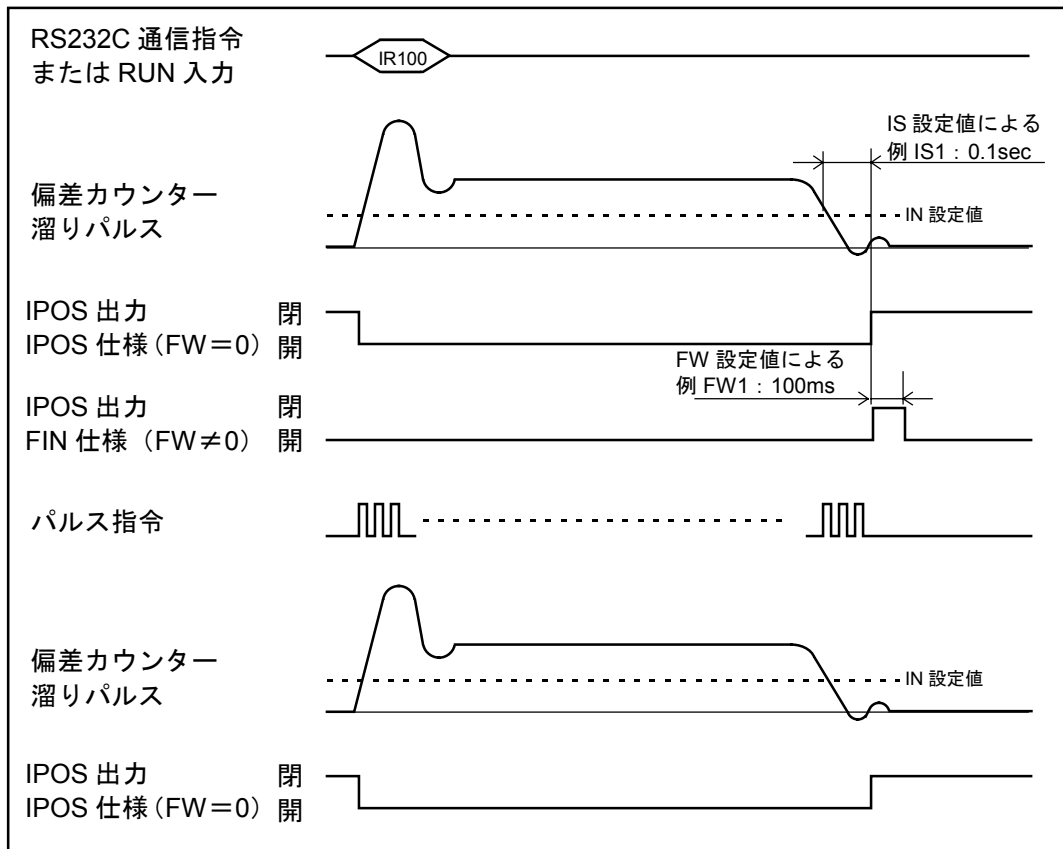 RS232C 通信指令
または RUN 入力
IR100
IS 設定値による
例 IS1：0.1sec
偏差カウンター
溜りパルス
IN 設定値
IPOS 出力 閉
IPOS 仕様（FW＝0） 開
FW 設定値による
例 FW1：100ms
IPOS 出力 閉
FIN 仕様（FW≠0） 開
パルス指令
偏差カウンター
溜りパルス
IN 設定値
IPOS 出力 閉
IPOS 仕様（FW＝0） 開